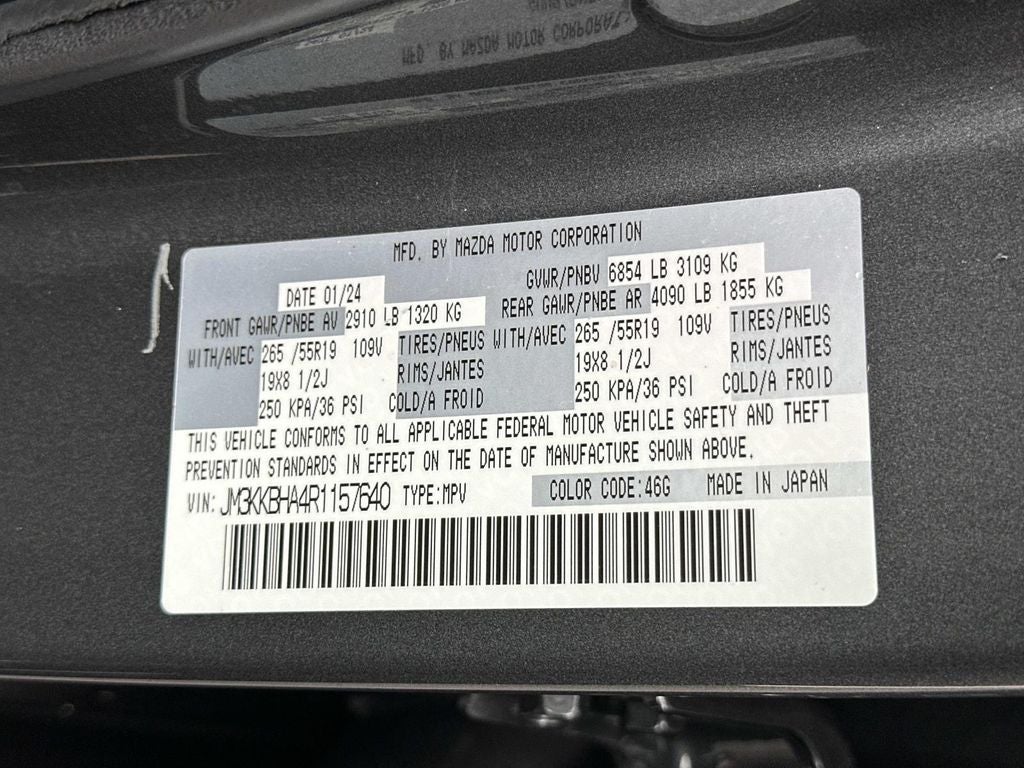 MFD. BY MAZDA MOTOR CORPORATION
DATE 01/24 GVWR/PNBV 6854 LB 3109 KG
FRONT GAWR/PNBE AV 2910 LB 1320 KG REAR GAWR/PNBE AR 4090 LB 1855 KG
WITH/AVEC 265 /55R19 109V TIRES/PNEUS WITH/AVEC 265 /55R19 109V TIRES/PNEUS
19X8 1/2J RIMS/JANTES 19X8 1/2J RIMS/JANTES
250 KPA/36 PSI COLD/A FROID 250 KPA/36 PSI COLD/A FROID
THIS VEHICLE CONFORMS TO ALL APPLICABLE FEDERAL MOTOR VEHICLE SAFETY AND THEFT
PREVENTION STANDARDS IN EFFECT ON THE DATE OF MANUFACTURE SHOWN ABOVE.
VIN: JM3KKBHA4R1157640 TYPE:MPV COLOR CODE:46G MADE IN JAPAN